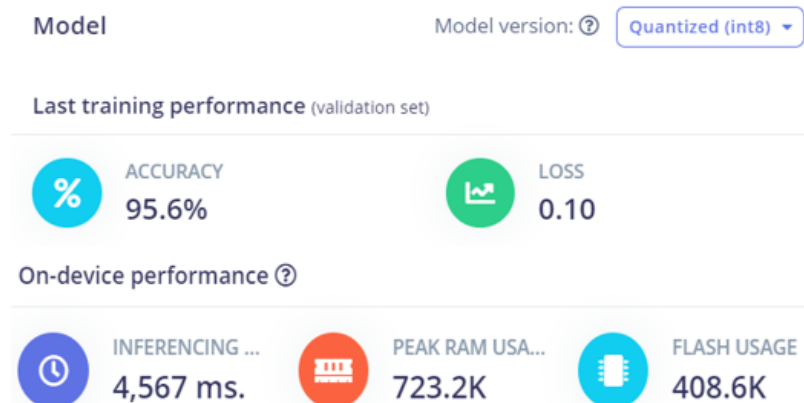 Model
Model version: ? Quantized (int8)
Last training performance (validation set)
% ACCURACY
95.6%
LOSS
0.10
On-device performance ?
INFERENCING ...
4,567 ms.
PEAK RAM USA...
723.2K
FLASH USAGE
408.6K